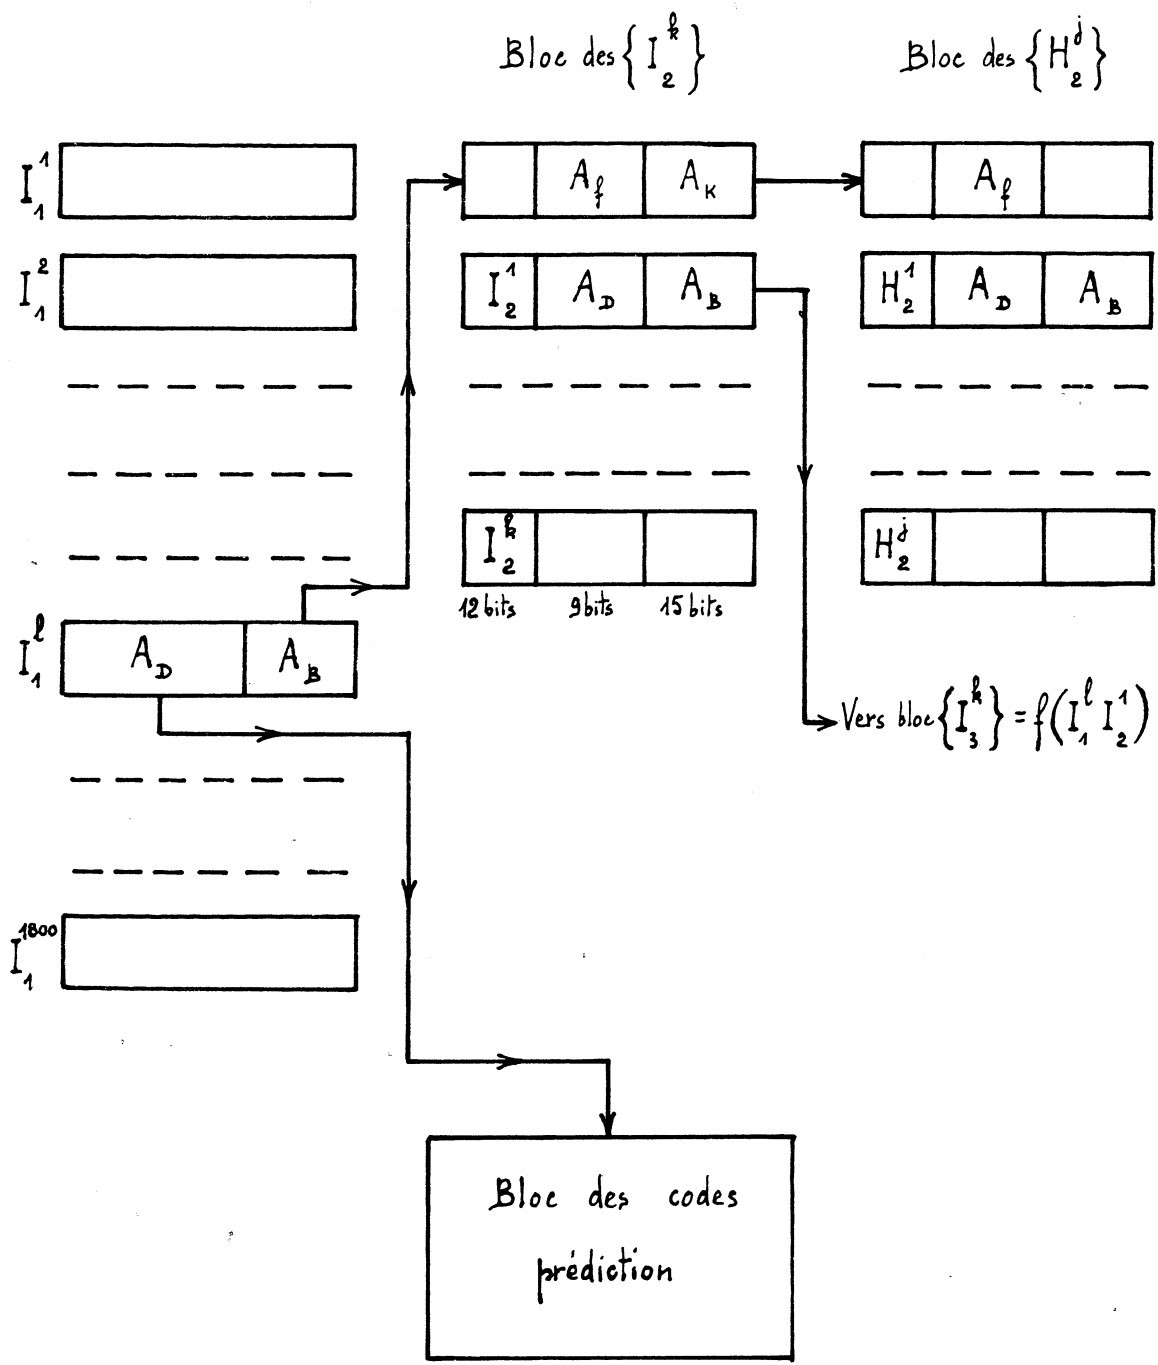 Bloc des {I₂ᵏ} Bloc des {H₂ʲ}
I₁¹ A_f A_K A_f
I₁² I₂¹ A_D A_B H₂¹ A_D A_B
I₂ᵏ H₂ʲ
12 bits 9 bits 15 bits
I₁ˡ A_D A_B
Vers bloc {I₃ᵏ} = f(I₁ˡ I₂¹)
I₁¹⁸⁰⁰
Bloc des codes
prédiction